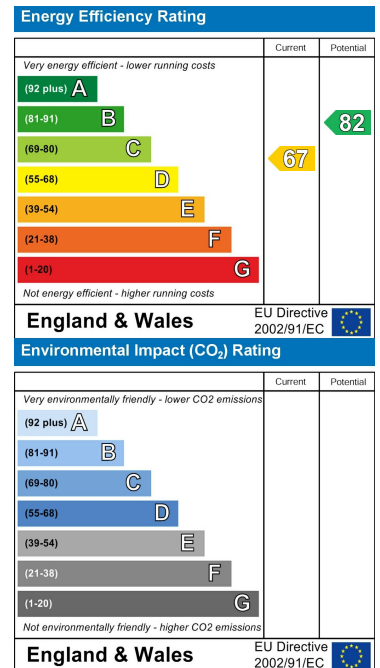 Energy Efficiency Rating
Current Potential
Very energy efficient - lower running costs
(92 plus) A
(81-91) B
82
(69-80) C
67
(55-68) D
(39-54) E
(21-38) F
(1-20) G
Not energy efficient - higher running costs
England & Wales
EU Directive
2002/91/EC
Environmental Impact (CO₂) Rating
Current Potential
Very environmentally friendly - lower CO2 emissions
(92 plus) A
(81-91) B
(69-80) C
(55-68) D
(39-54) E
(21-38) F
(1-20) G
Not environmentally friendly - higher CO2 emissions
England & Wales
EU Directive
2002/91/EC